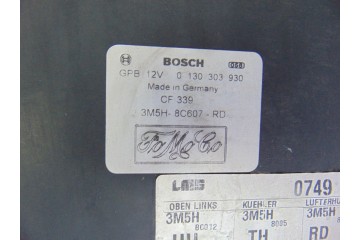 BOSCH
GPB 12V 0 130 303 930
Made in Germany
CF 339
3M5H-8C607-RD
FoMoCo
0749
OBEN LINKS KUEHLER LUFTERHU
3M5H 3M5H 3M5H
8C012 8005
TH RD